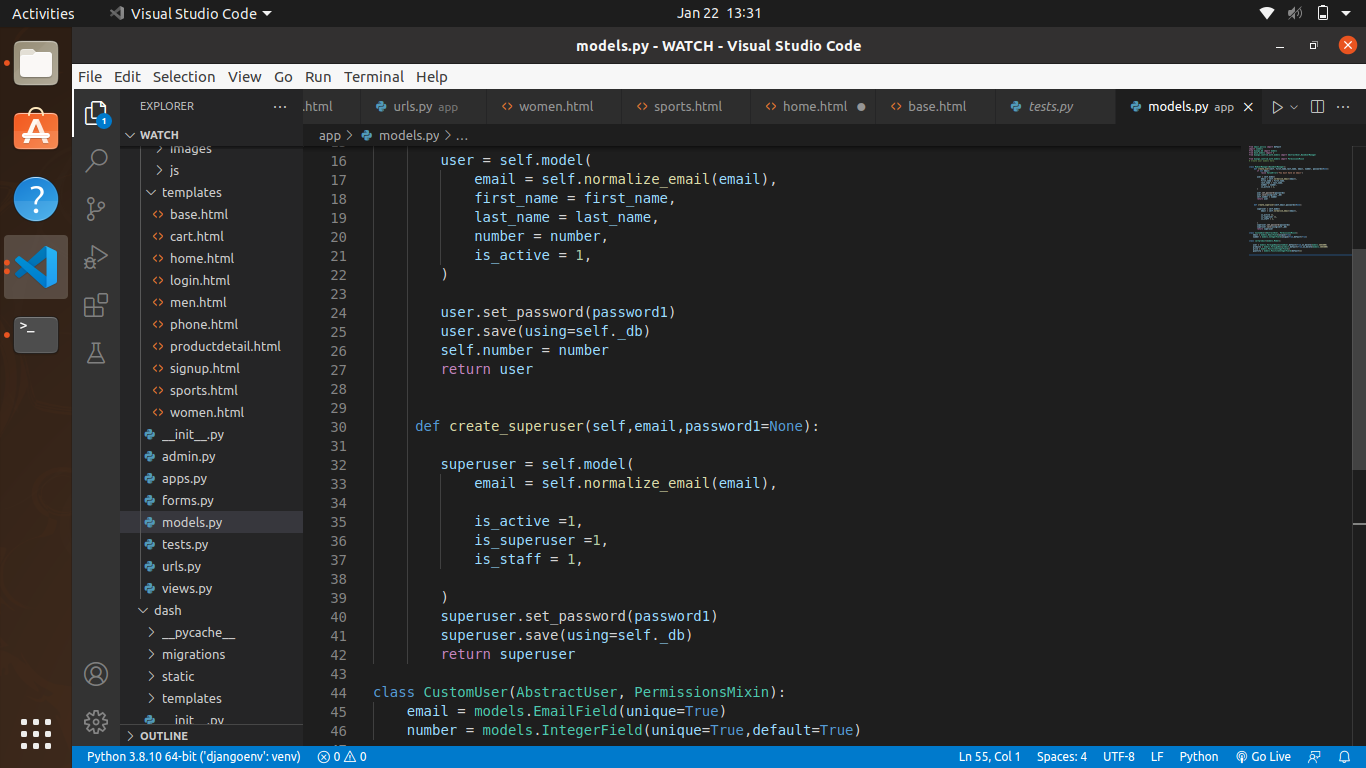 Activities
Visual Studio Code
Jan 22 13:31
models.py - WATCH - Visual Studio Code
File Edit Selection View Go Run Terminal Help
EXPLORER
.html
urls.py app
women.html
sports.html
home.html
base.html
tests.py
models.py app
1
WATCH
app > models.py > ...
images
js
templates
base.html
cart.html
home.html
login.html
men.html
phone.html
productdetail.html
signup.html
sports.html
women.html
__init__.py
admin.py
apps.py
forms.py
models.py
tests.py
urls.py
views.py
dash
__pycache__
migrations
static
templates
__init__.py
OUTLINE
16 user = self.model(
17 email = self.normalize_email(email),
18 first_name = first_name,
19 last_name = last_name,
20 number = number,
21 is_active = 1,
22 )
23
24 user.set_password(password1)
25 user.save(using=self._db)
26 self.number = number
27 return user
28
29
30 def create_superuser(self,email,password1=None):
31
32 superuser = self.model(
33 email = self.normalize_email(email),
34
35 is_active =1,
36 is_superuser =1,
37 is_staff = 1,
38
39 )
40 superuser.set_password(password1)
41 superuser.save(using=self._db)
42 return superuser
43
44 class CustomUser(AbstractUser, PermissionsMixin):
45 email = models.EmailField(unique=True)
46 number = models.IntegerField(unique=True,default=True)
Python 3.8.10 64-bit ('djangoenv': venv)
0
0
Ln 55, Col 1
Spaces: 4
UTF-8
LF
Python
Go Live